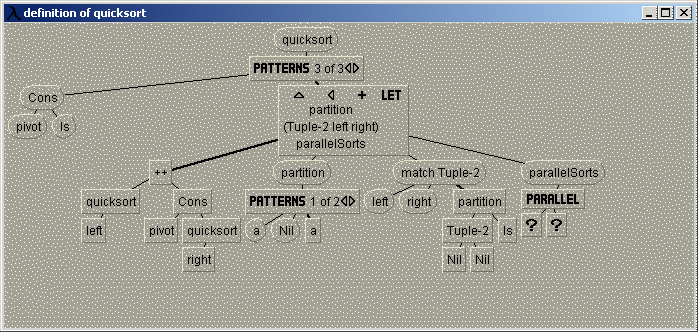 definition of quicksort
quicksort
PATTERNS 3 of 3
Cons
+ LET
pivot ls
partition
(Tuple-2 left right)
parallelSorts
++ partition match Tuple-2 parallelSorts
quicksort Cons PATTERNS 1 of 2 left right partition PARALLEL
left pivot quicksort a Nil a Tuple-2 ls ? ?
right Nil Nil